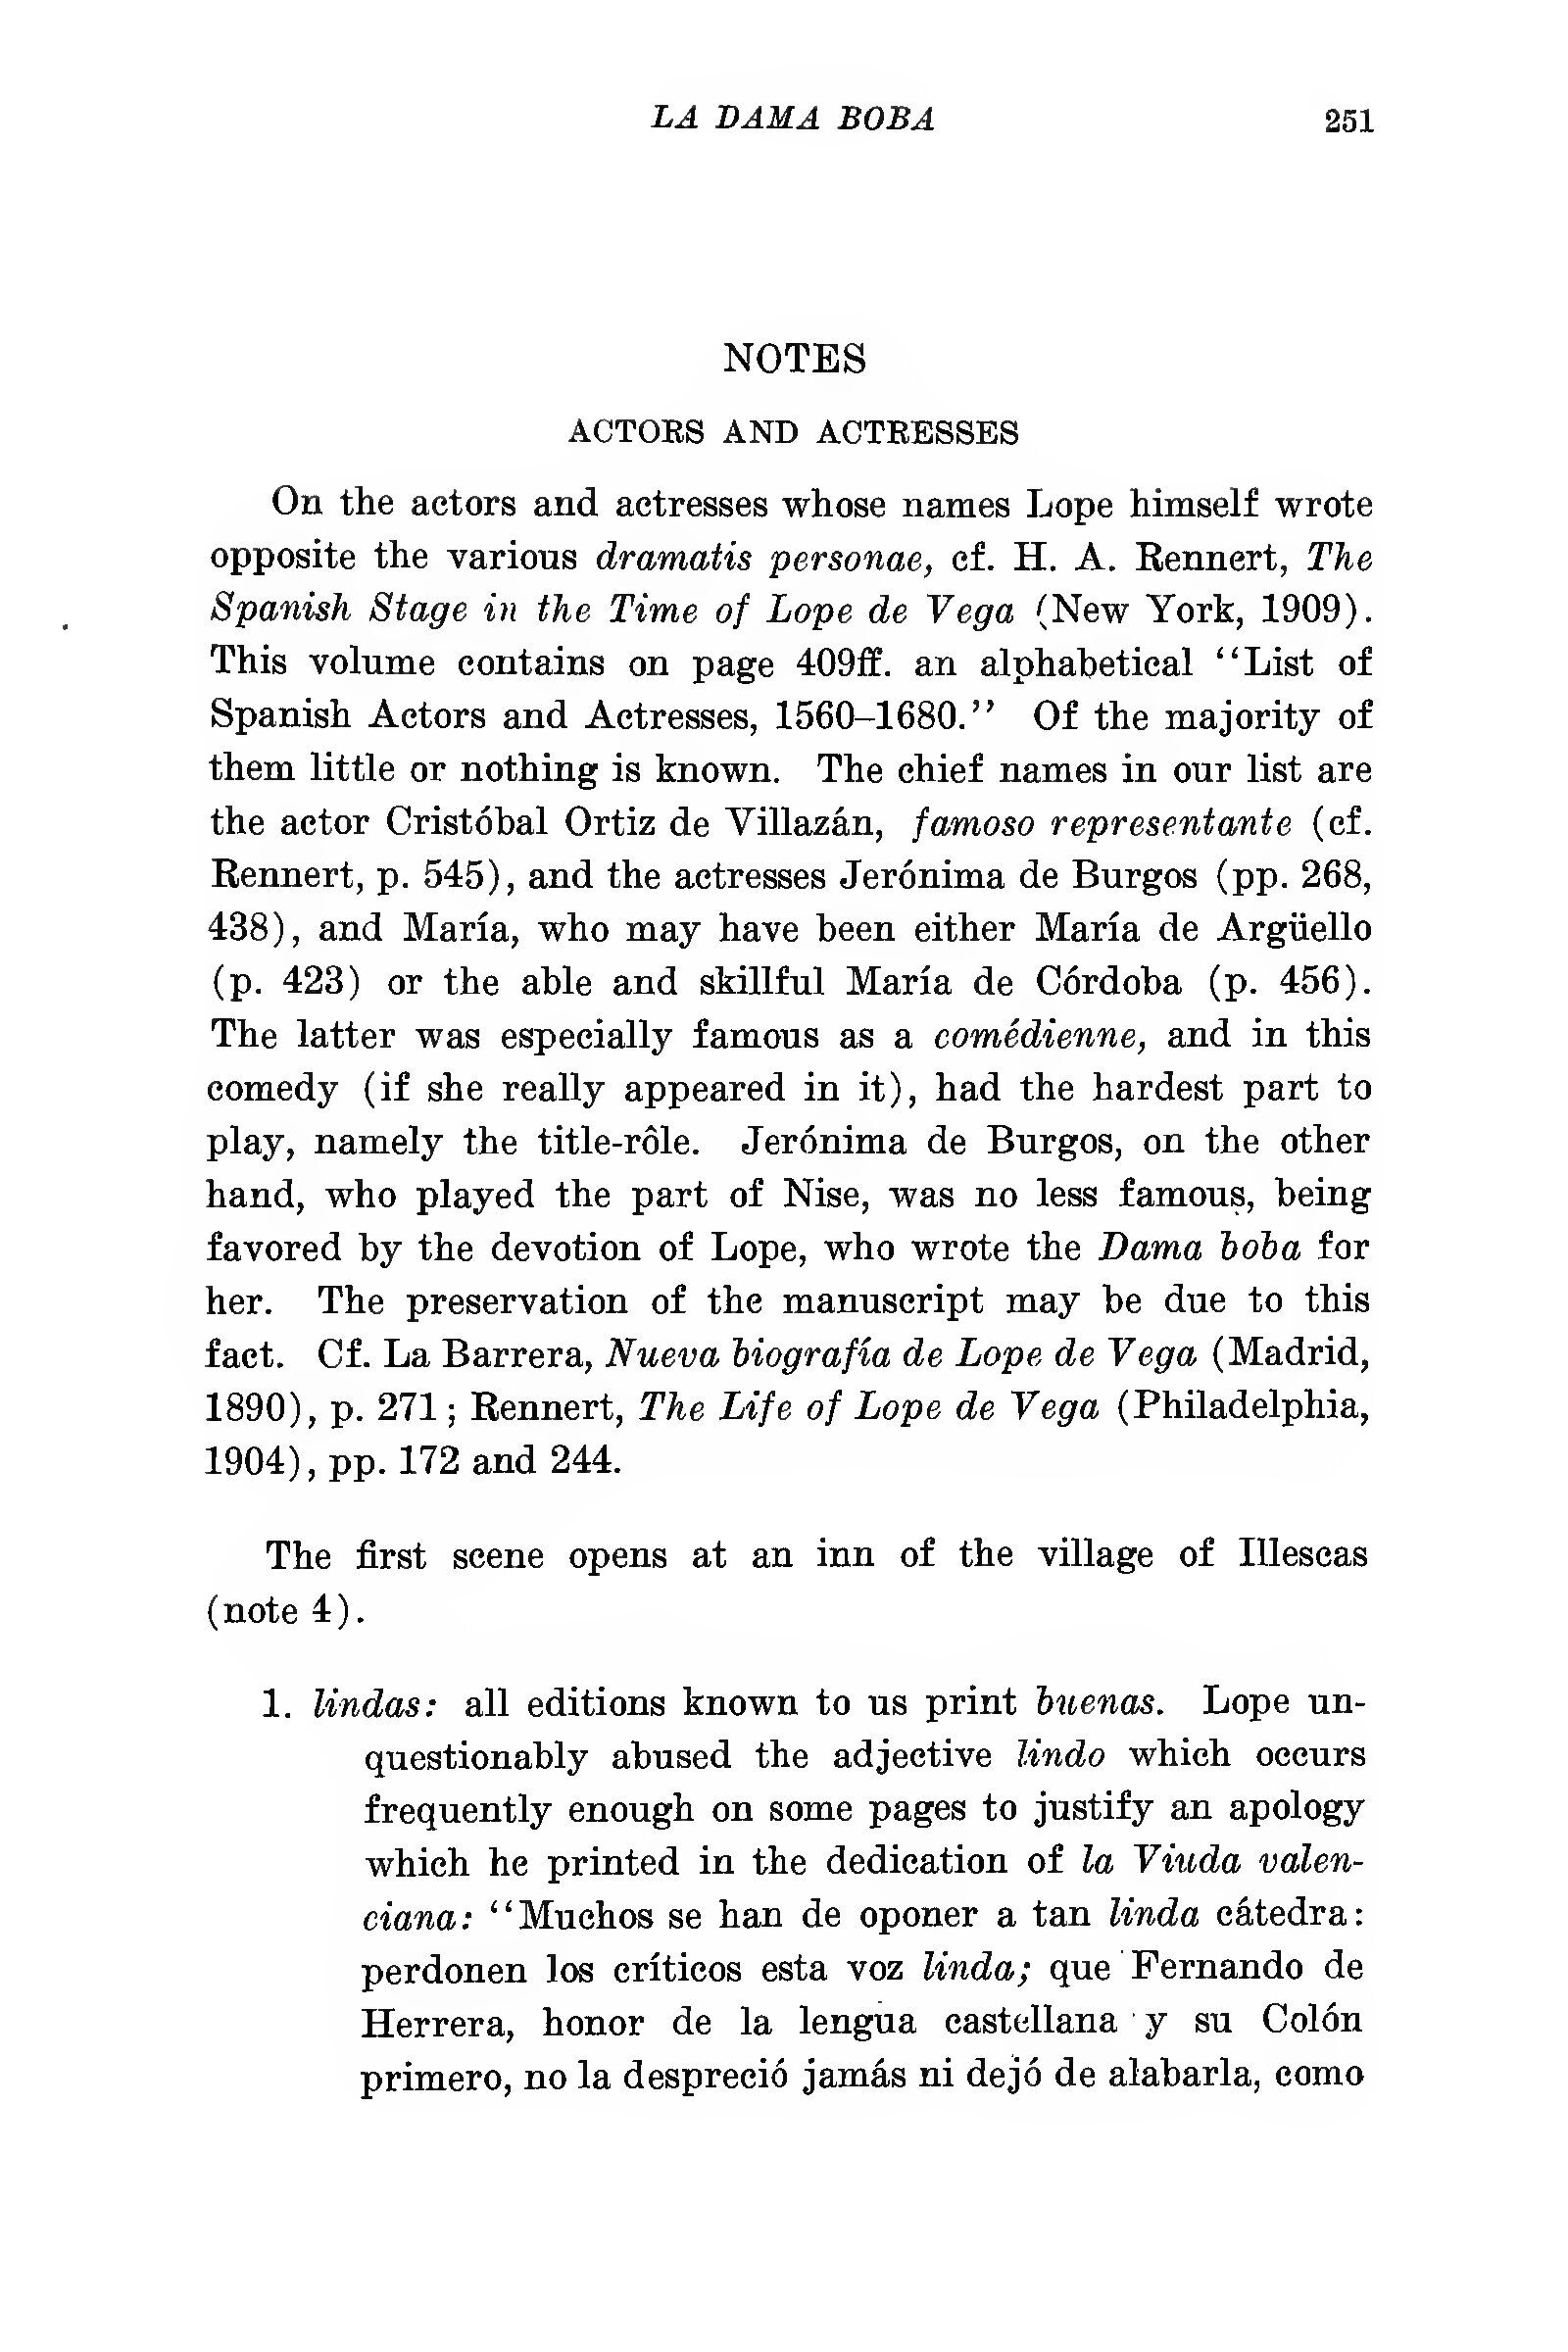 LA DAMA BOBA 251
NOTES
ACTORS AND ACTRESSES
On the actors and actresses whose names Lope himself wrote
opposite the various dramatis personae, cf. H. A. Rennert, The
Spanish Stage in the Time of Lope de Vega (New York, 1909).
This volume contains on page 409ff. an alphabetical “List of
Spanish Actors and Actresses, 1560–1680.” Of the majority of
them little or nothing is known. The chief names in our list are
the actor Cristóbal Ortiz de Villazán, famoso representante (cf.
Rennert, p. 545), and the actresses Jerónima de Burgos (pp. 268,
438), and María, who may have been either María de Argüello
(p. 423) or the able and skillful María de Córdoba (p. 456).
The latter was especially famous as a comédienne, and in this
comedy (if she really appeared in it), had the hardest part to
play, namely the title-rôle. Jerónima de Burgos, on the other
hand, who played the part of Nise, was no less famous, being
favored by the devotion of Lope, who wrote the Dama boba for
her. The preservation of the manuscript may be due to this
fact. Cf. La Barrera, Nueva biografía de Lope de Vega (Madrid,
1890), p. 271; Rennert, The Life of Lope de Vega (Philadelphia,
1904), pp. 172 and 244.
The first scene opens at an inn of the village of Illescas
(note 4).
1. lindas: all editions known to us print buenas. Lope un-
questionably abused the adjective lindo which occurs
frequently enough on some pages to justify an apology
which he printed in the dedication of la Viuda valen-
ciana: “Muchos se han de oponer a tan linda cátedra:
perdonen los críticos esta voz linda; que Fernando de
Herrera, honor de la lengua castellana y su Colón
primero, no la despreció jamás ni dejó de alabarla, como